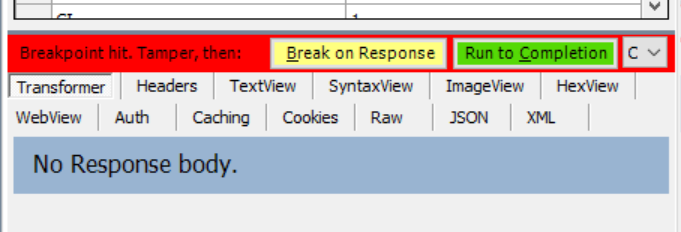 Breakpoint hit. Tamper, then: Break on Response Run to Completion C
Transformer Headers TextView SyntaxView ImageView HexView
WebView Auth Caching Cookies Raw JSON XML
No Response body.